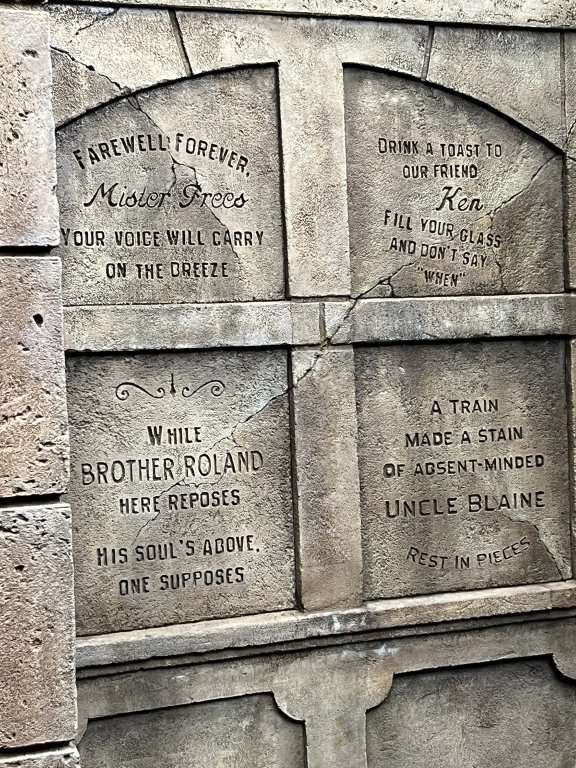 FAREWELL FOREVER,
Mister Frees
YOUR VOICE WILL CARRY
ON THE BREEZE
DRINK A TOAST TO
OUR FRIEND
Ken
FILL YOUR GLASS
AND DON'T SAY
"WHEN"
WHILE
BROTHER ROLAND
HERE REPOSES
HIS SOUL'S ABOVE,
ONE SUPPOSES
A TRAIN
MADE A STAIN
OF ABSENT-MINDED
UNCLE BLAINE
REST IN PIECES